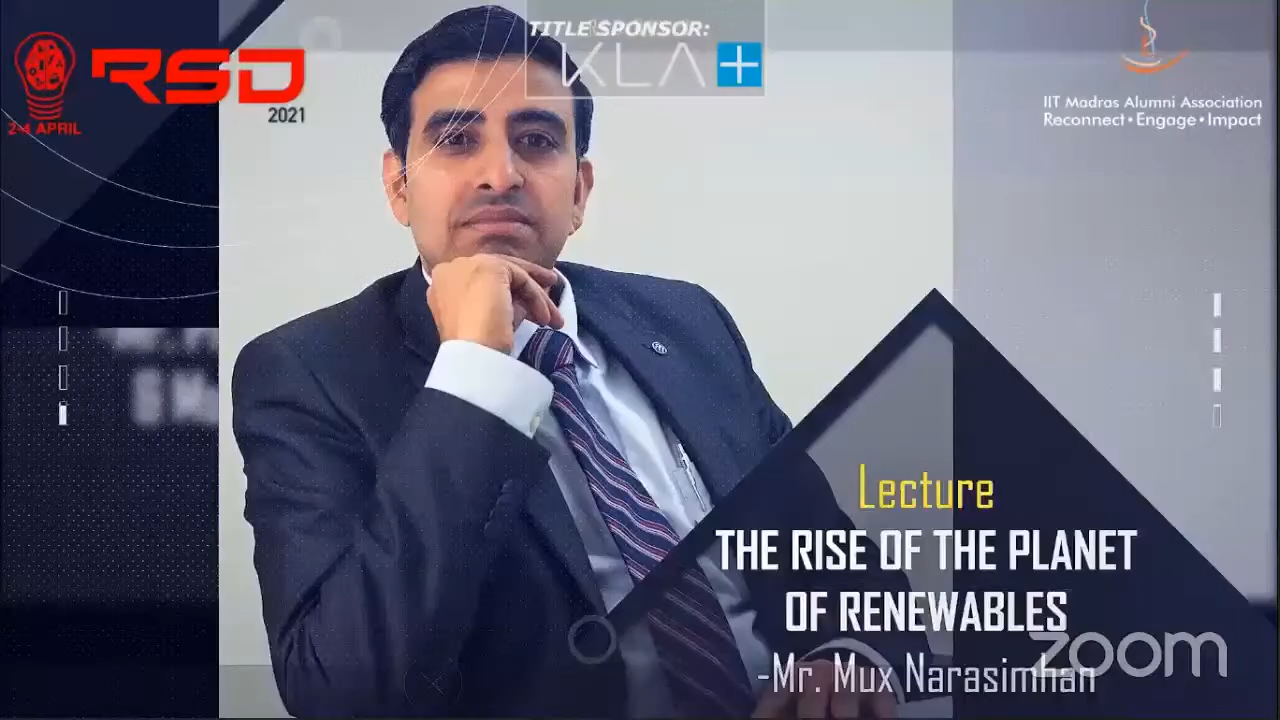 RSD
2021
2-4 APRIL
TITLE SPONSOR:
KLA+
IIT Madras Alumni Association
Reconnect • Engage • Impact
Lecture
THE RISE OF THE PLANET
OF RENEWABLES
-Mr. Mux Narasimhan
zoom